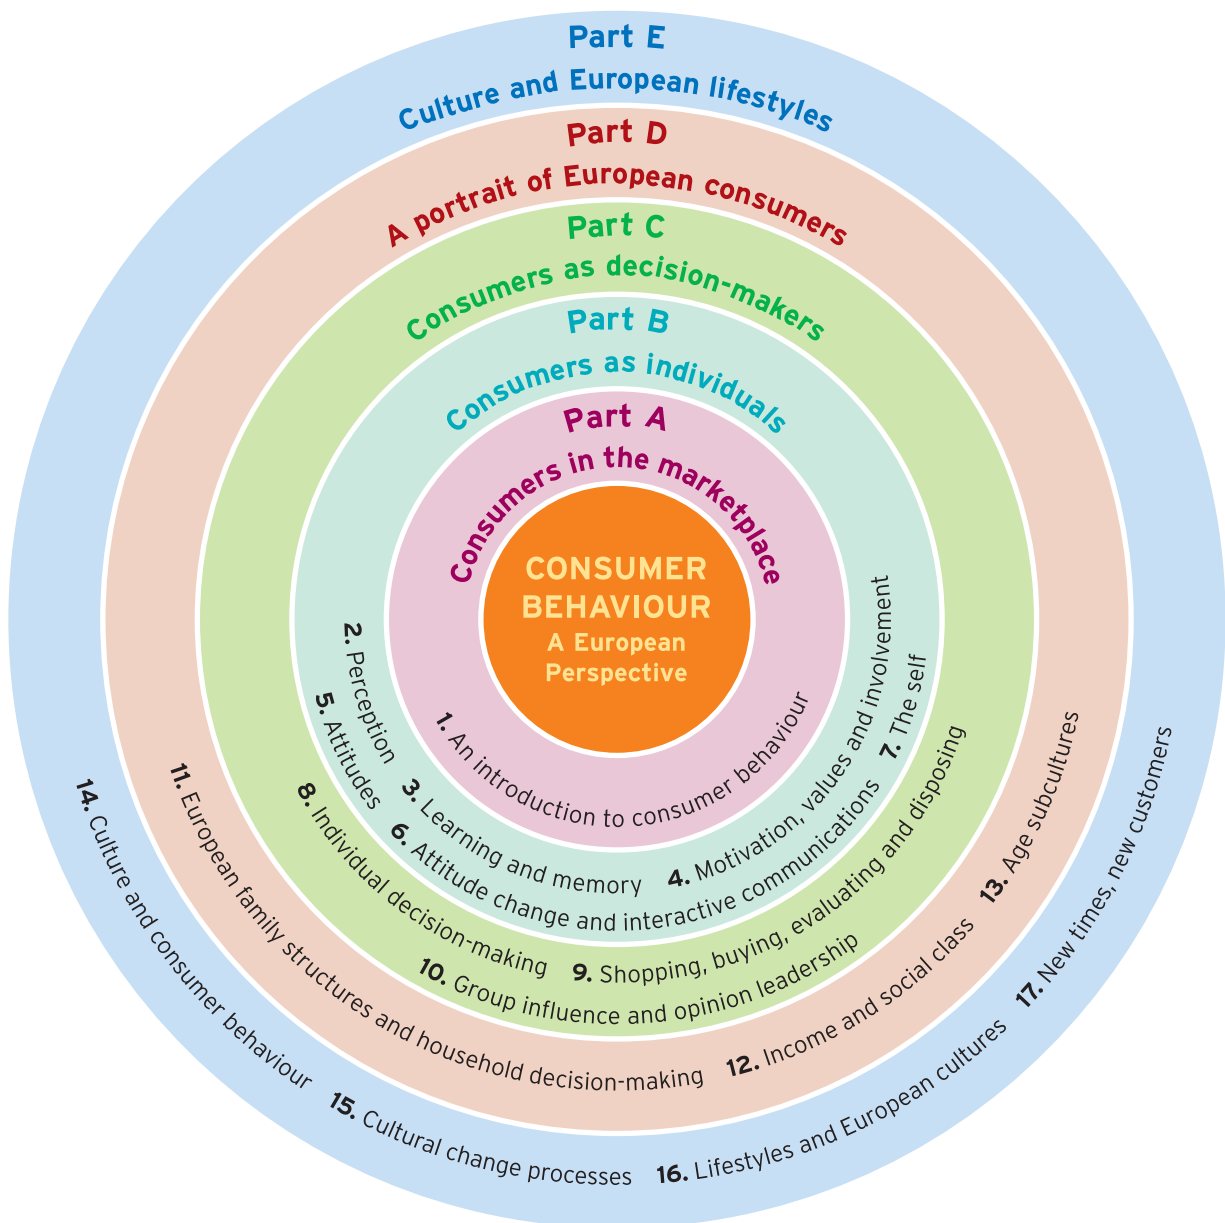 Part E
Culture and European lifestyles
Part D
A portrait of European consumers
Part C
Consumers as decision-makers
Part B
Consumers as individuals
Part A
Consumers in the marketplace
CONSUMER
BEHAVIOUR
A European
Perspective
1. An introduction to consumer behaviour
2. Perception
3. Learning and memory
4. Motivation, values and involvement
5. Attitudes
6. Attitude change and interactive communications
7. The self
8. Individual decision-making
9. Shopping, buying, evaluating and disposing
10. Group influence and opinion leadership
11. European family structures and household decision-making
12. Income and social class
13. Age subcultures
14. Culture and consumer behaviour
15. Cultural change processes
16. Lifestyles and European cultures
17. New times, new customers